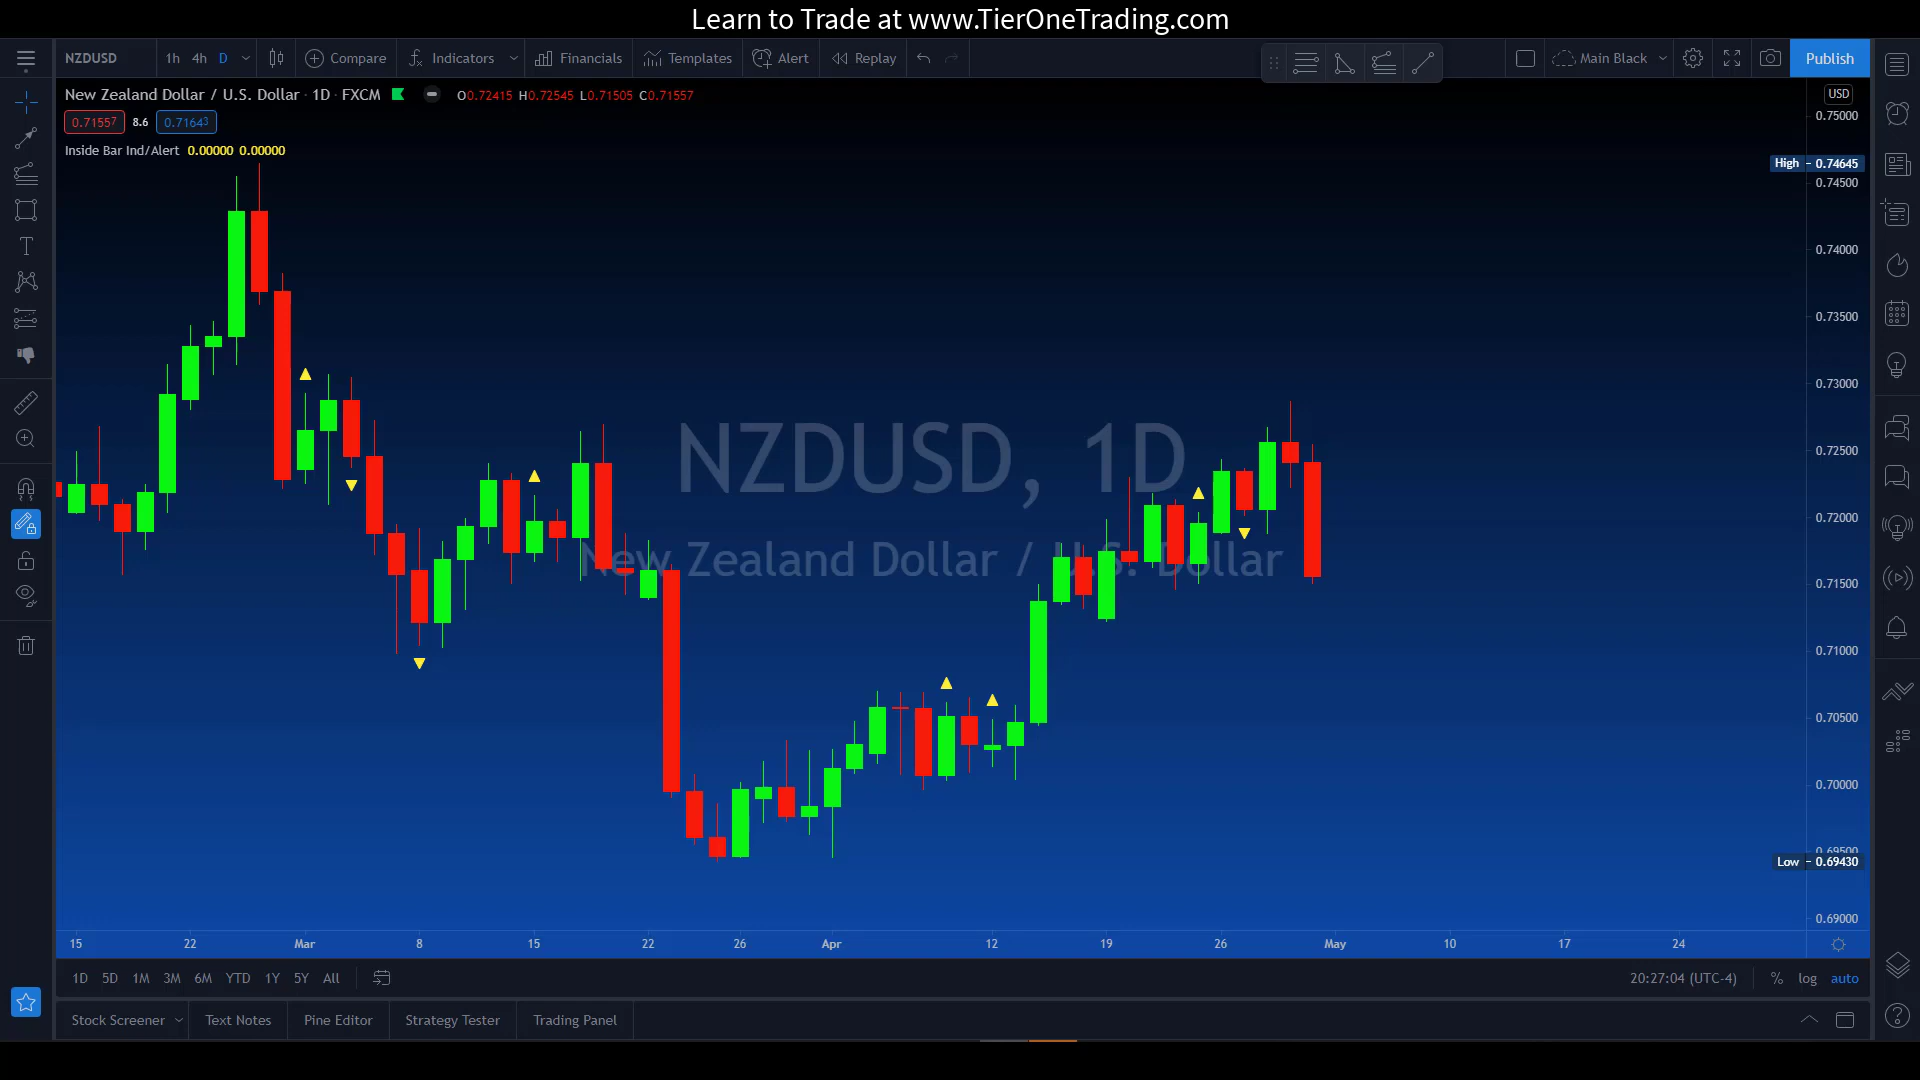 Learn to Trade at www.TierOneTrading.com
NZDUSD 1h 4h D Compare Indicators Financials Templates Alert Replay Main Black Publish
New Zealand Dollar / U.S. Dollar · 1D · FXCM O0.72415 H0.72545 L0.71505 C0.71557 USD
0.71557 8.6 0.71643
Inside Bar Ind/Alert 0.00000 0.00000
0.75000
High 0.74645
0.74500
0.74000
0.73500
0.73000
0.72500
NZDUSD, 1D
0.72000
New Zealand Dollar / U.S. Dollar
0.71500
0.71000
0.70500
0.70000
0.69500
Low 0.69430
0.69000
15 22 Mar 8 15 22 26 Apr 12 19 26 May 10 17 24
1D 5D 1M 3M 6M YTD 1Y 5Y All 20:27:04 (UTC-4) % log auto
Stock Screener Text Notes Pine Editor Strategy Tester Trading Panel